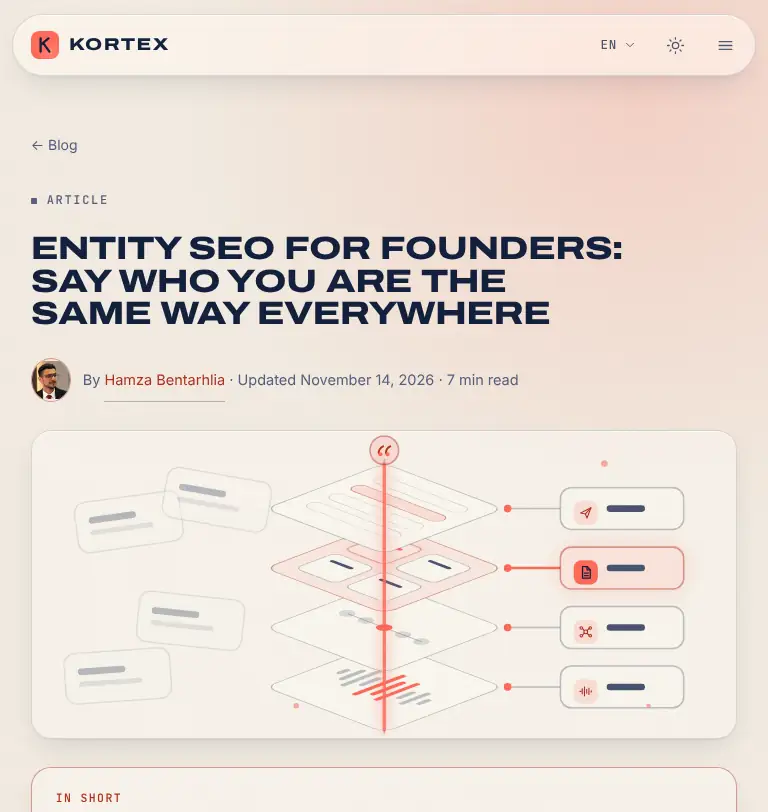 KORTEX
EN
← Blog
ARTICLE
ENTITY SEO FOR FOUNDERS:
SAY WHO YOU ARE THE
SAME WAY EVERYWHERE
By Hamza Bentarhlia · Updated November 14, 2026 · 7 min read
IN SHORT